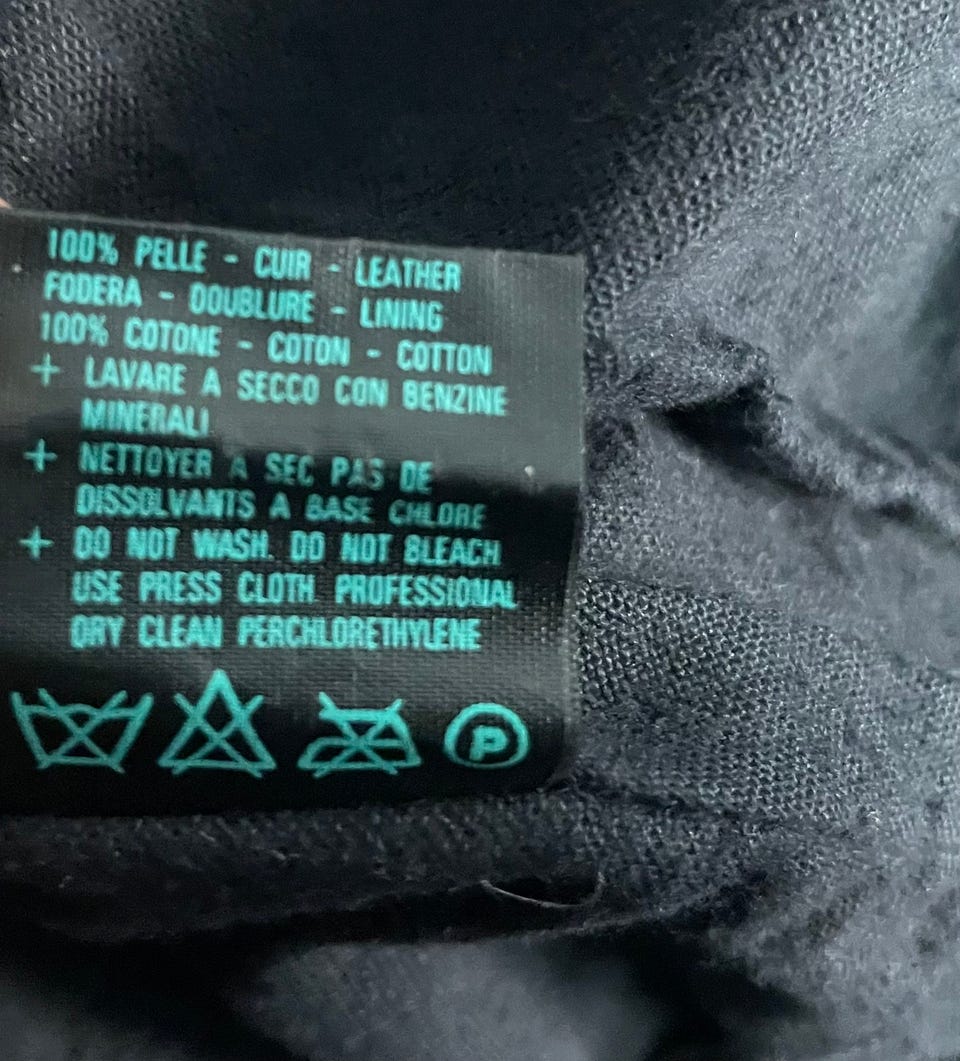 100% PELLE - CUIR - LEATHER
FODERA - DOUBLURE - LINING
100% COTONE - COTON - COTTON
+ LAVARE A SECCO CON BENZINE
MINERALI
+ NETTOYER A SEC PAS DE
DISSOLVANTS A BASE CHLORE
+ DO NOT WASH. DO NOT BLEACH
USE PRESS CLOTH PROFESSIONAL
DRY CLEAN PERCHLORETHYLENE
P